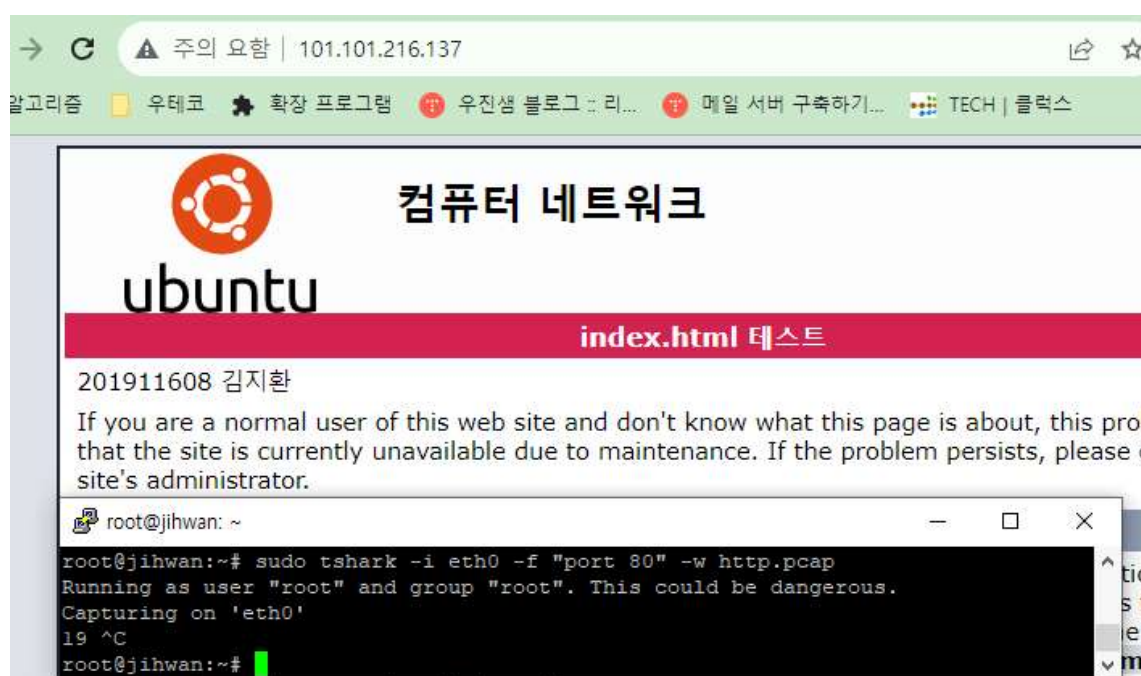 주의 요함 | 101.101.216.137
알고리즘 우테코 확장 프로그램 우진샘 블로그 :: 리... 메일 서버 구축하기... TECH | 클럭스
컴퓨터 네트워크
ubuntu
index.html 테스트
201911608 김지환
If you are a normal user of this web site and don't know what this page is about, this pro
that the site is currently unavailable due to maintenance. If the problem persists, please
site's administrator.
root@jihwan: ~
root@jihwan:~# sudo tshark -i eth0 -f "port 80" -w http.pcap
Running as user "root" and group "root". This could be dangerous.
Capturing on 'eth0'
19 ^C
root@jihwan:~#